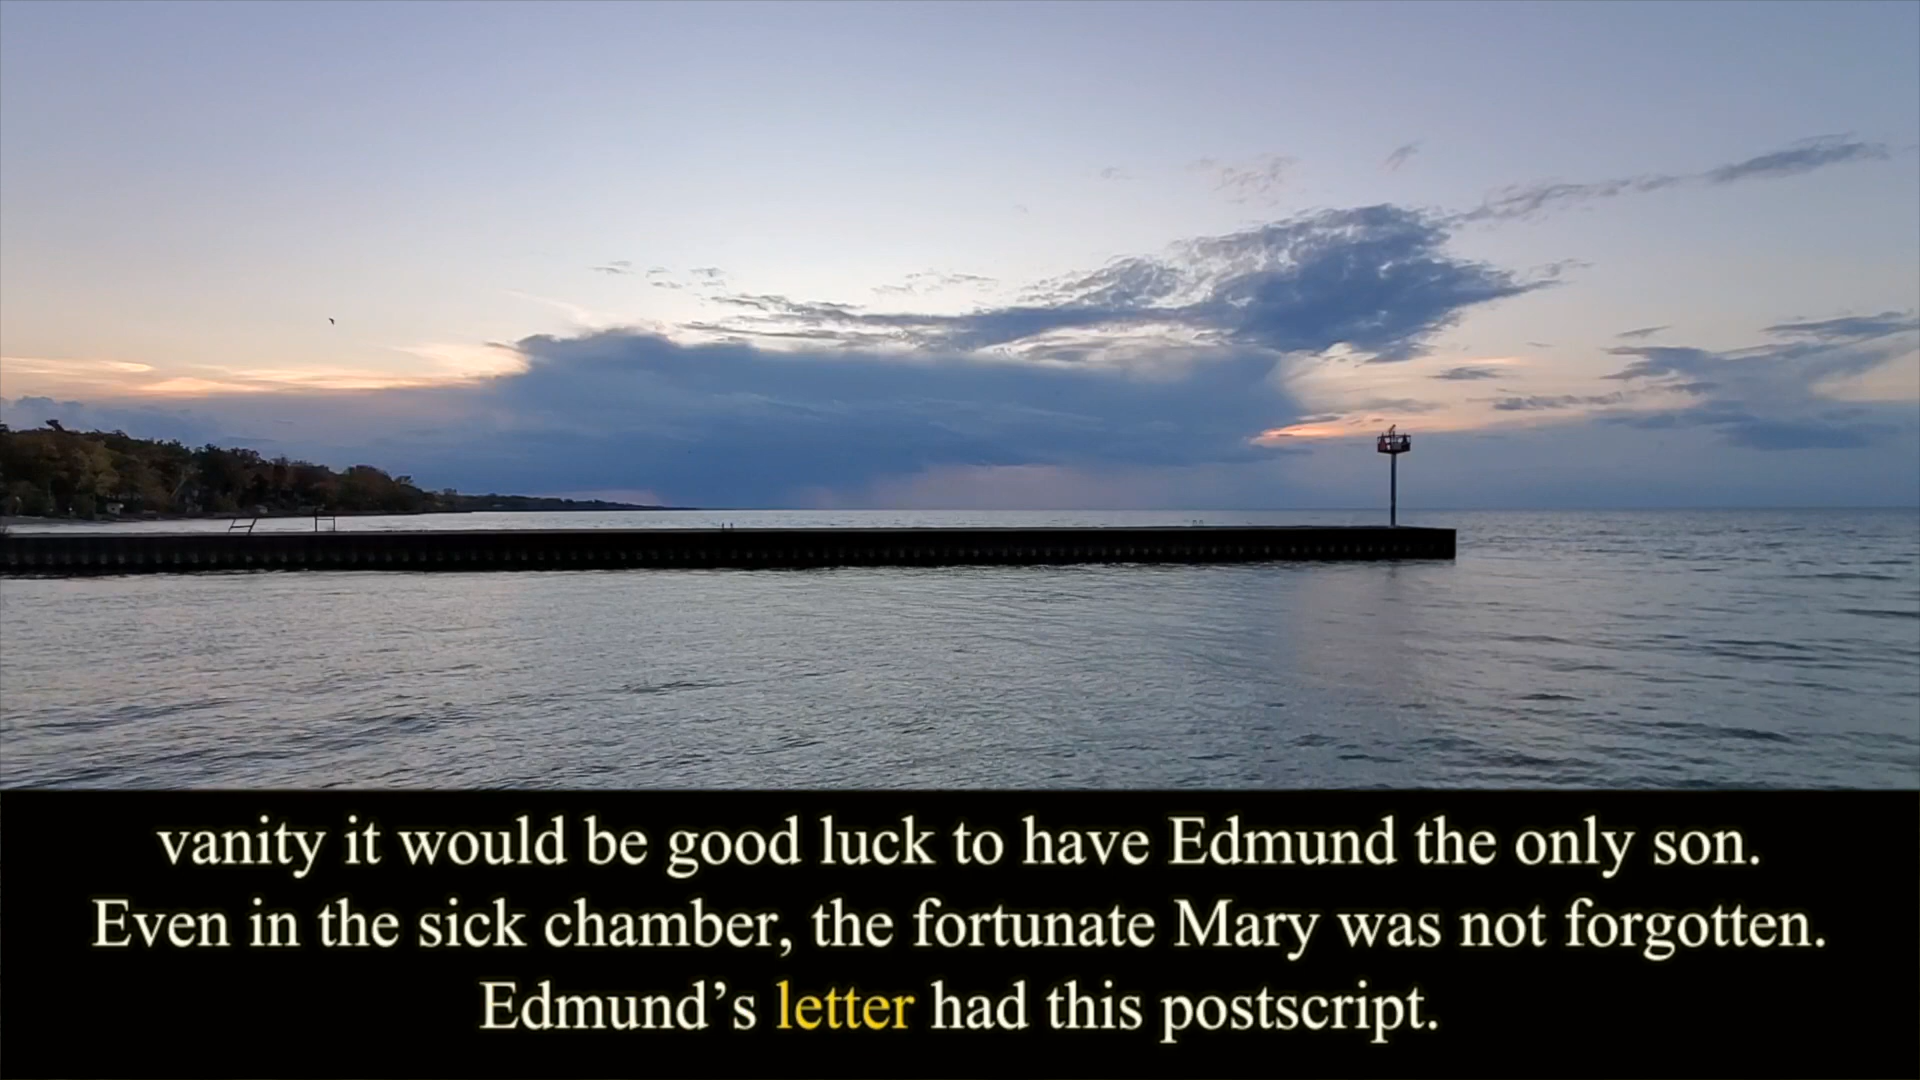 vanity it would be good luck to have Edmund the only son.
Even in the sick chamber, the fortunate Mary was not forgotten.
Edmund’s letter had this postscript.